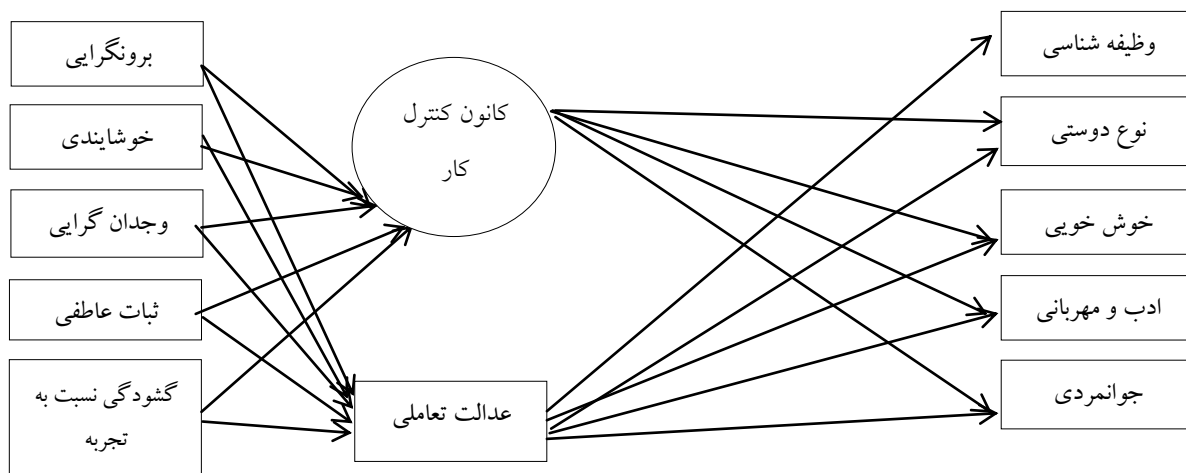 برونگرایی
خوشایندی
وجدان گرایی
ثبات عاطفی
گشودگی نسبت به
تجربه
کانون کنترل
کار
عدالت تعاملی
وظیفه شناسی
نوع دوستی
خوش خویی
ادب و مهربانی
جوانمردی